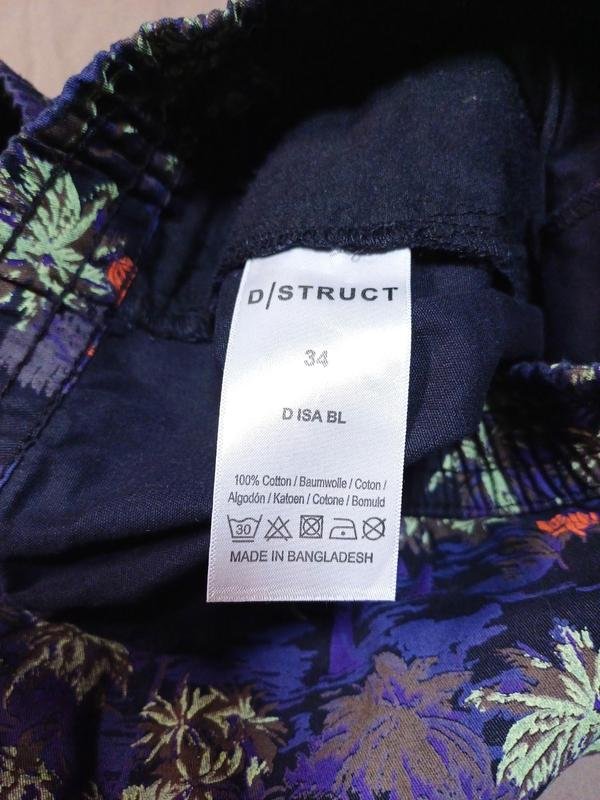 D/STRUCT
34
D ISA BL
100% Cotton / Baumwolle / Coton /
Algodón / Katoen / Cotone / Bomuld
30
MADE IN BANGLADESH